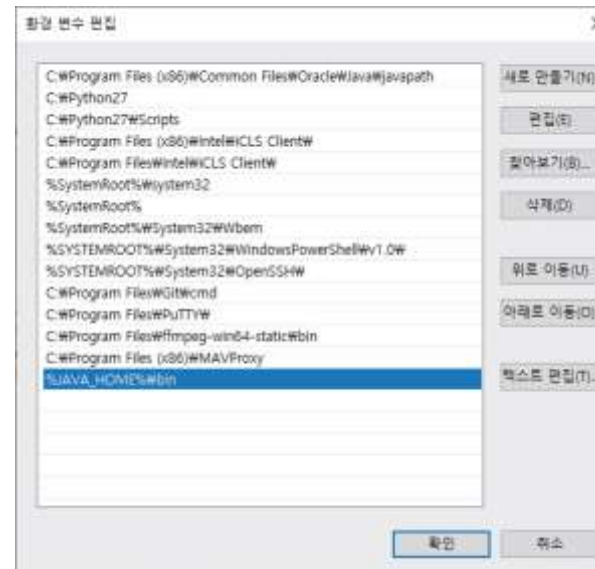 환경 변수 편집
C:₩Program Files (x86)₩Common Files₩Oracle₩Java₩javapath
C:₩Python27
C:₩Python27₩Scripts
C:₩Program Files (x86)₩Intel₩iCLS Client₩
C:₩Program Files₩Intel₩iCLS Client₩
%SystemRoot%₩system32
%SystemRoot%
%SystemRoot%₩System32₩Wbem
%SYSTEMROOT%₩System32₩WindowsPowerShell₩v1.0₩
%SYSTEMROOT%₩System32₩OpenSSH₩
C:₩Program Files₩Git₩cmd
C:₩Program Files₩PuTTY₩
C:₩Program Files₩ffmpeg-win64-static₩bin
C:₩Program Files (x86)₩MAVProxy
%JAVA_HOME%₩bin
새로 만들기(N)
편집(E)
찾아보기(B)...
삭제(D)
위로 이동(U)
아래로 이동(O)
텍스트 편집(T)..
확인
취소